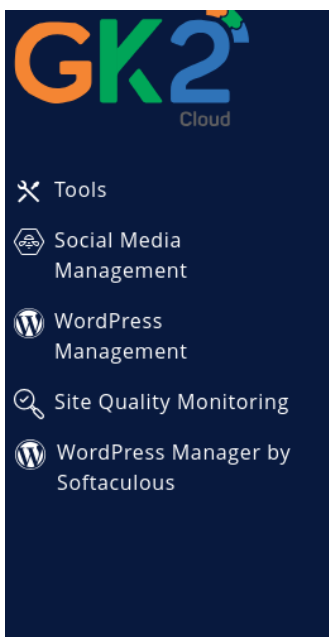 GK2
Cloud
Tools
Social Media
Management
WordPress
Management
Site Quality Monitoring
WordPress Manager by
Softaculous